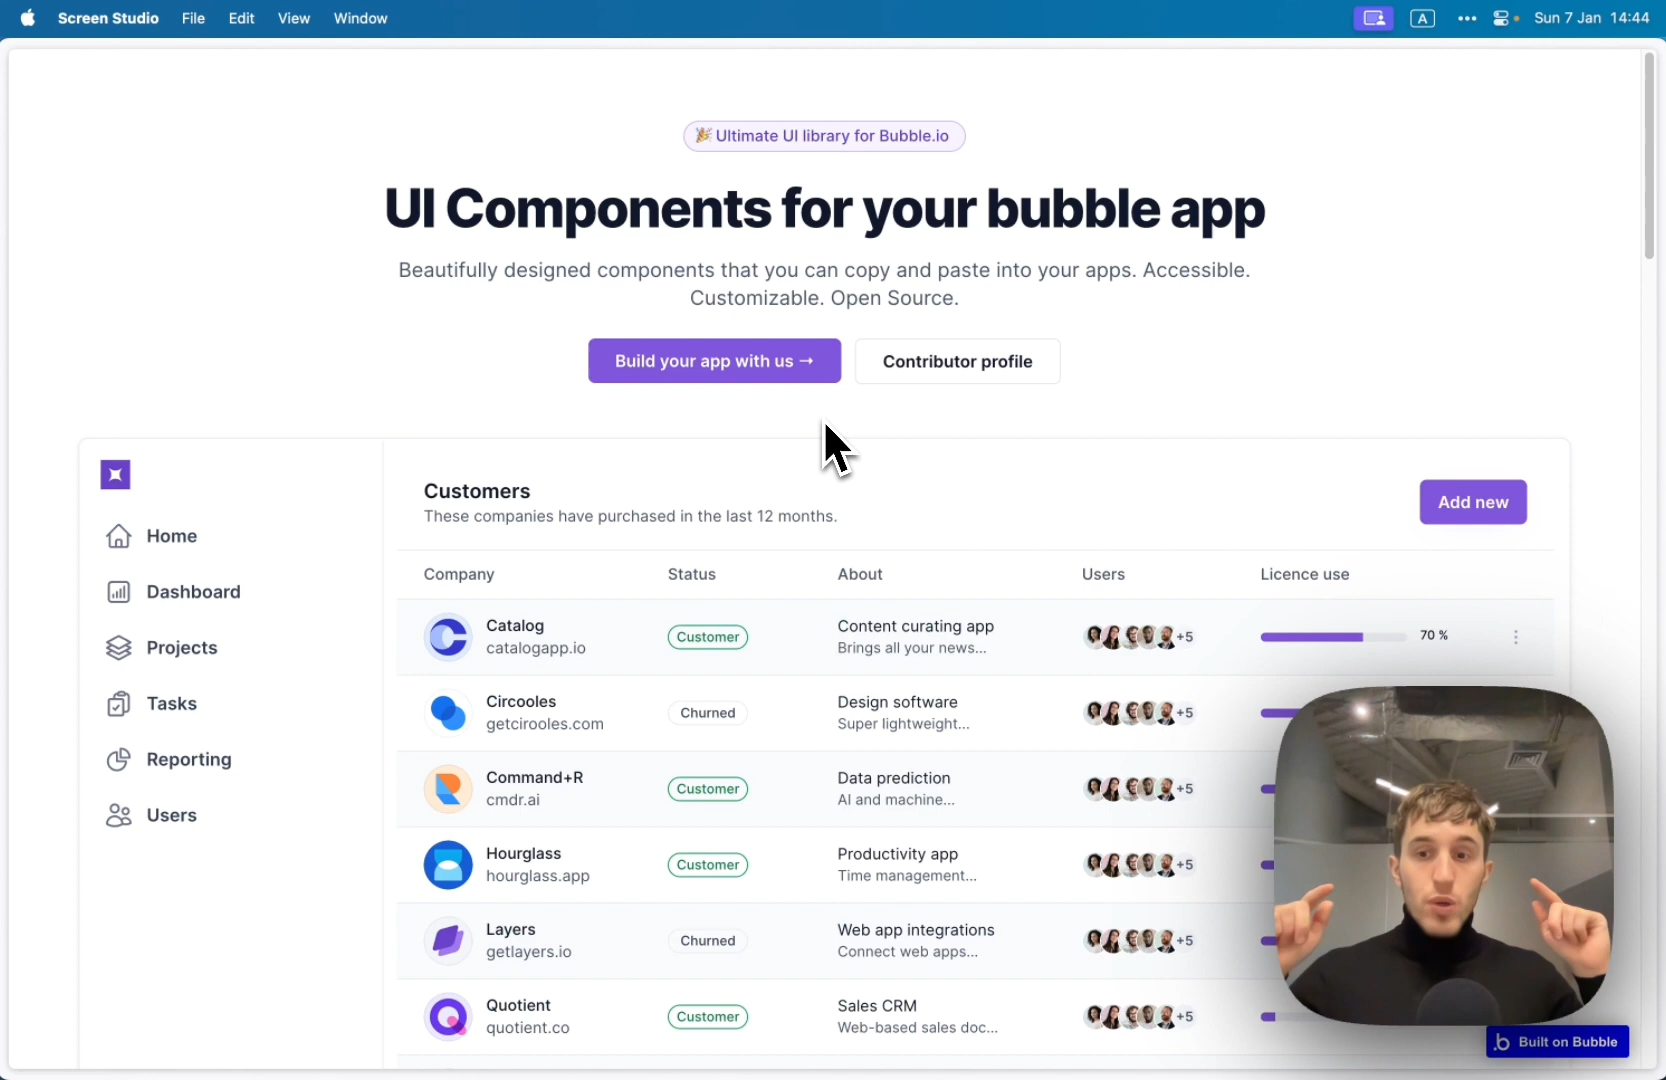 Screen Studio File Edit View Window A Sun 7 Jan 14:44
🎉 Ultimate UI library for Bubble.io
UI Components for your bubble app
Beautifully designed components that you can copy and paste into your apps. Accessible.
Customizable. Open Source.
Build your app with us →
Contributor profile
Home
Dashboard
Projects
Tasks
Reporting
Users
Customers
These companies have purchased in the last 12 months.
Add new
Company Status About Users Licence use
Catalog
catalogapp.io
Customer
Content curating app
Brings all your news...
+5
70 %
Circooles
getcirooles.com
Churned
Design software
Super lightweight...
+5
Command+R
cmdr.ai
Customer
Data prediction
AI and machine...
+5
Hourglass
hourglass.app
Customer
Productivity app
Time management...
+5
Layers
getlayers.io
Churned
Web app integrations
Connect web apps...
+5
Quotient
quotient.co
Customer
Sales CRM
Web-based sales doc...
+5
b Built on Bubble